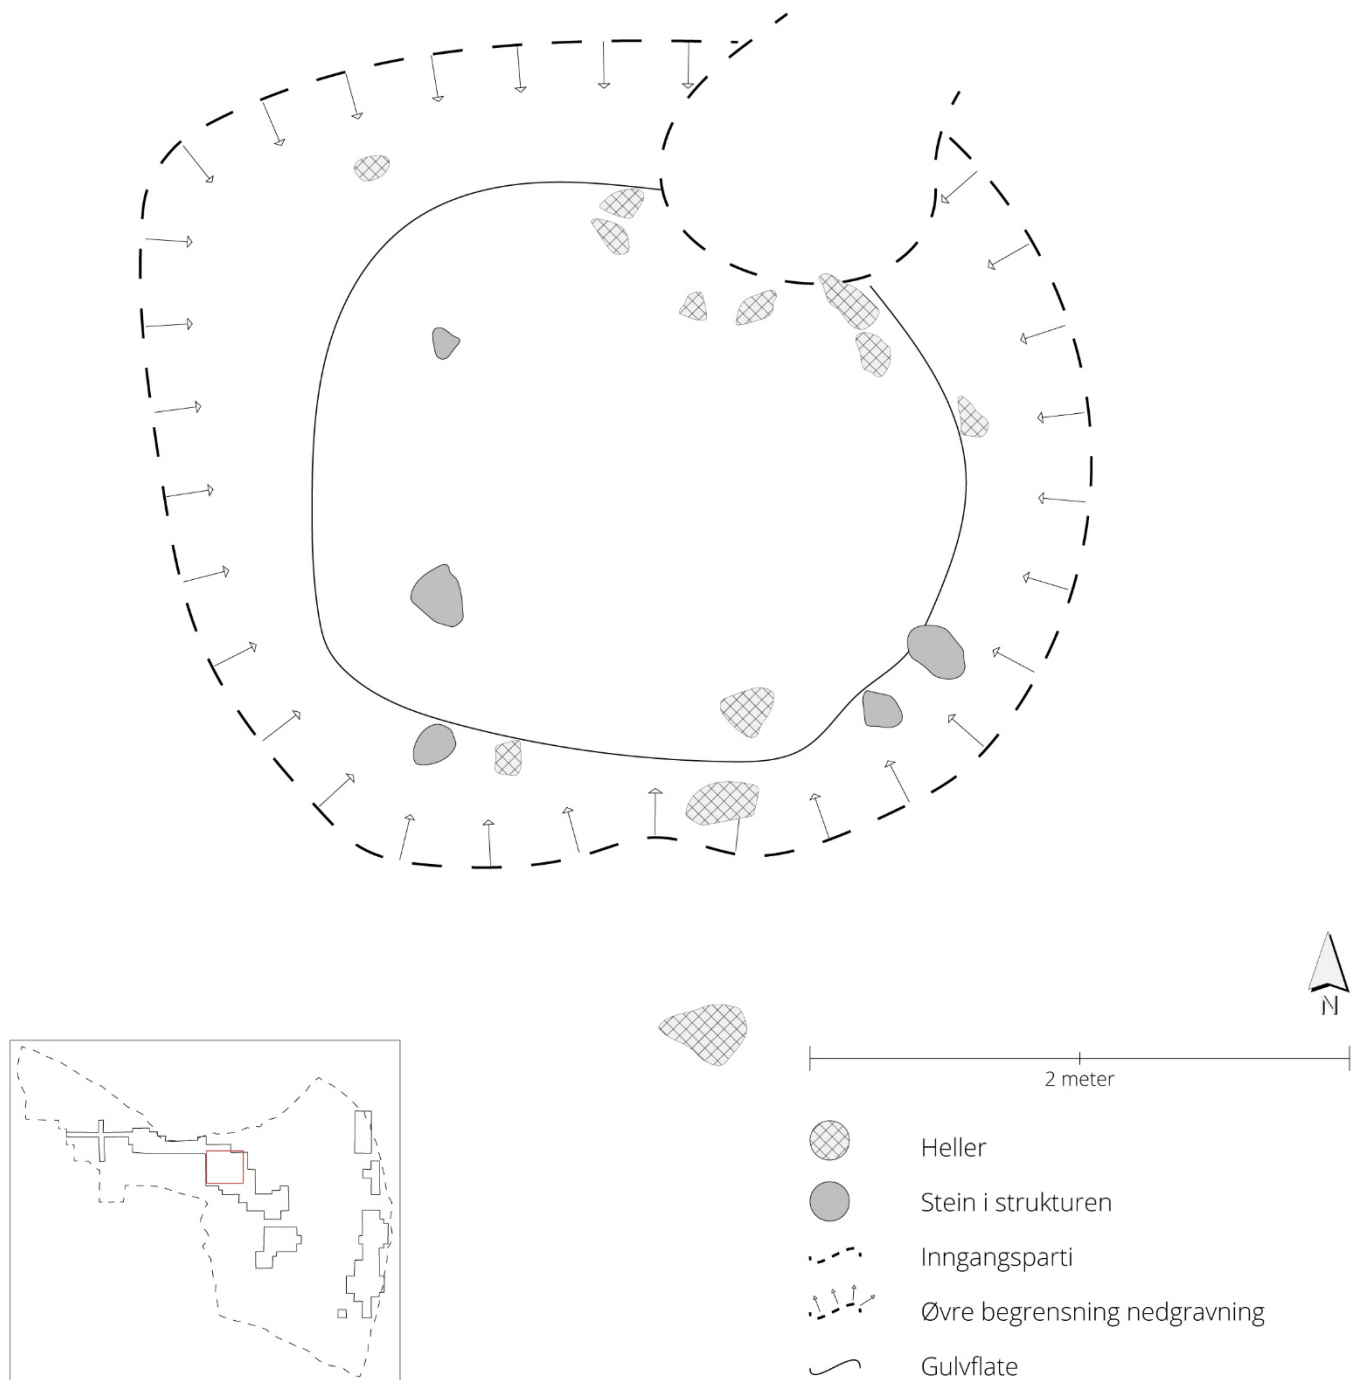 N
2 meter
Heller
Stein i strukturen
Inngangsparti
Øvre begrensning nedgravning
Gulvflate